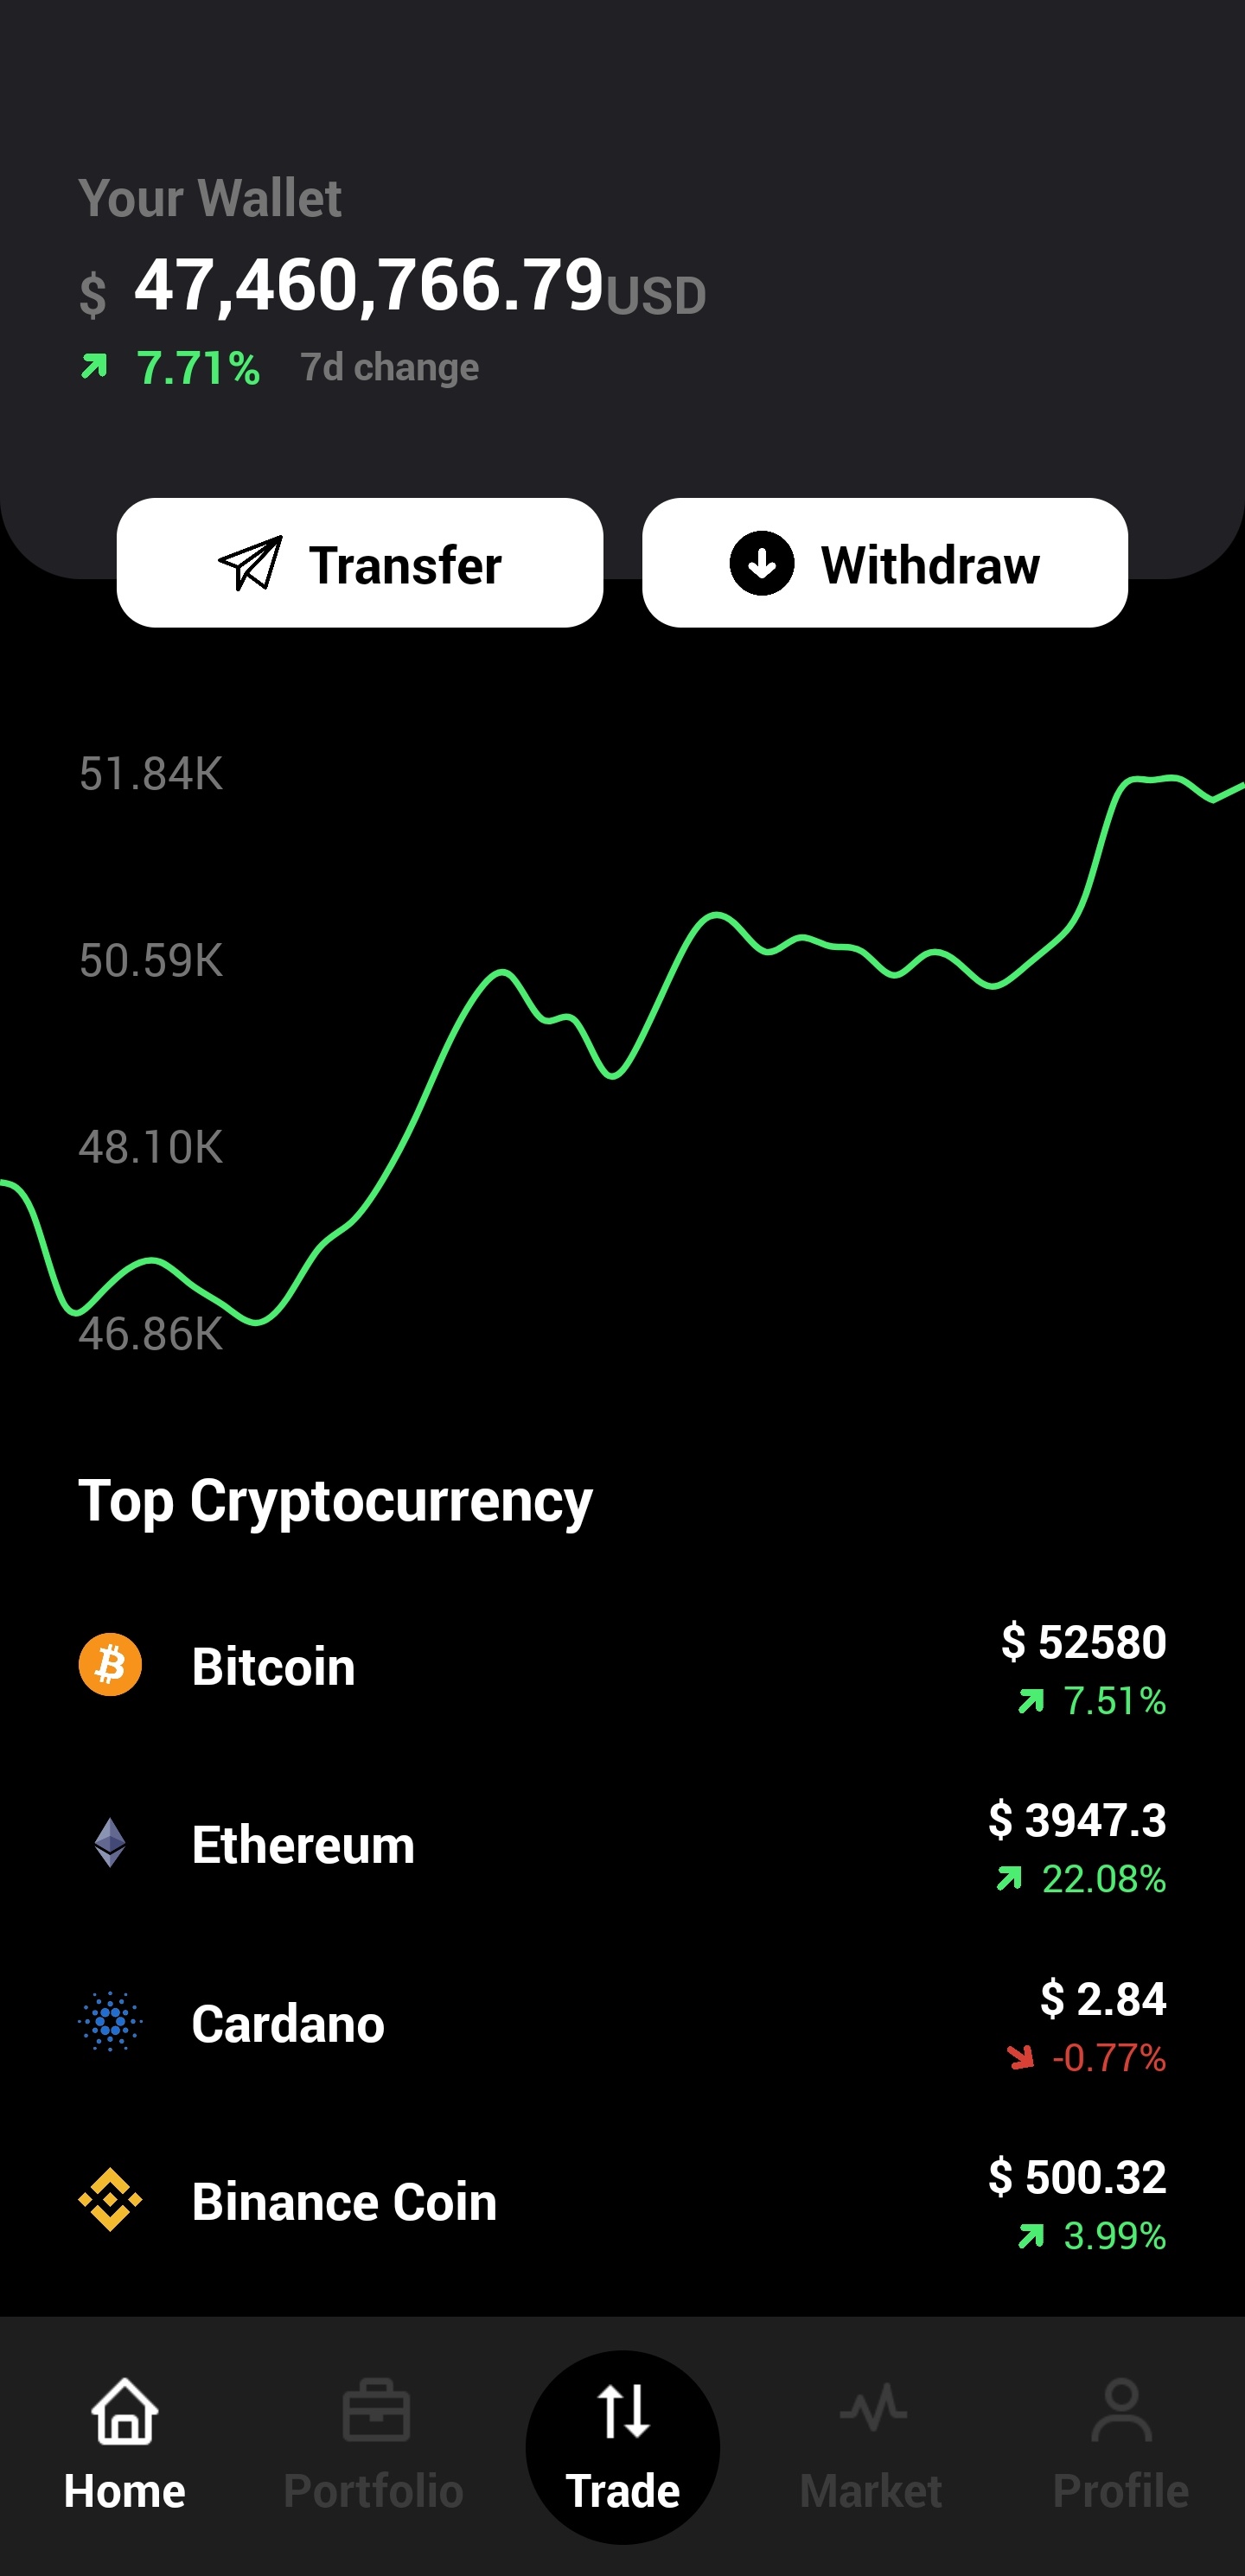 Your Wallet
$ 47,460,766.79USD
7.71% 7d change
Transfer Withdraw
51.84K
50.59K
48.10K
46.86K
Top Cryptocurrency
Bitcoin $ 52580
7.51%
Ethereum $ 3947.3
22.08%
Cardano $ 2.84
-0.77%
Binance Coin $ 500.32
3.99%
Home Portfolio Trade Market Profile